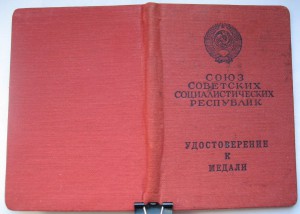 СОЮЗ
СОВЕТСКИХ
СОЦИАЛИСТИЧЕСКИХ
РЕСПУБЛИК
УДОСТОВЕРЕНИЕ
К
МЕДАЛИ